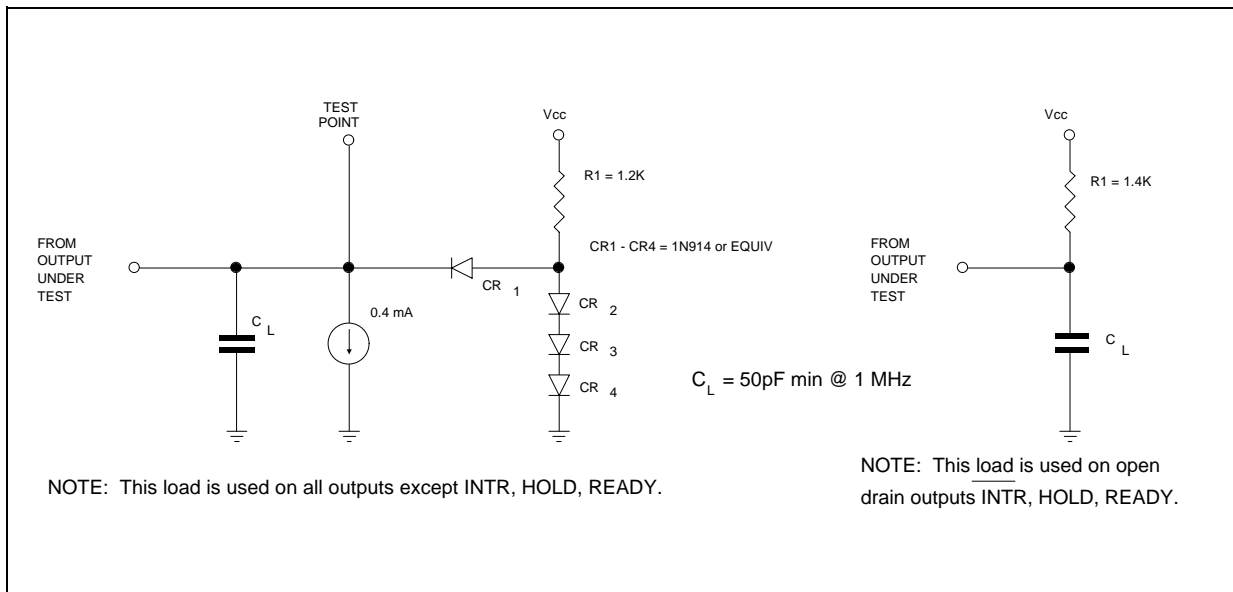 TEST
POINT
Vcc
R1 = 1.2K
FROM
OUTPUT
UNDER
TEST
CR1 - CR4 = 1N914 or EQUIV
CR 1
CR 2
CR 3
CR 4
0.4 mA
C L
C L = 50pF min @ 1 MHz
NOTE: This load is used on all outputs except INTR, HOLD, READY.
Vcc
R1 = 1.4K
FROM
OUTPUT
UNDER
TEST
C L
NOTE: This load is used on open
drain outputs INTR, HOLD, READY.